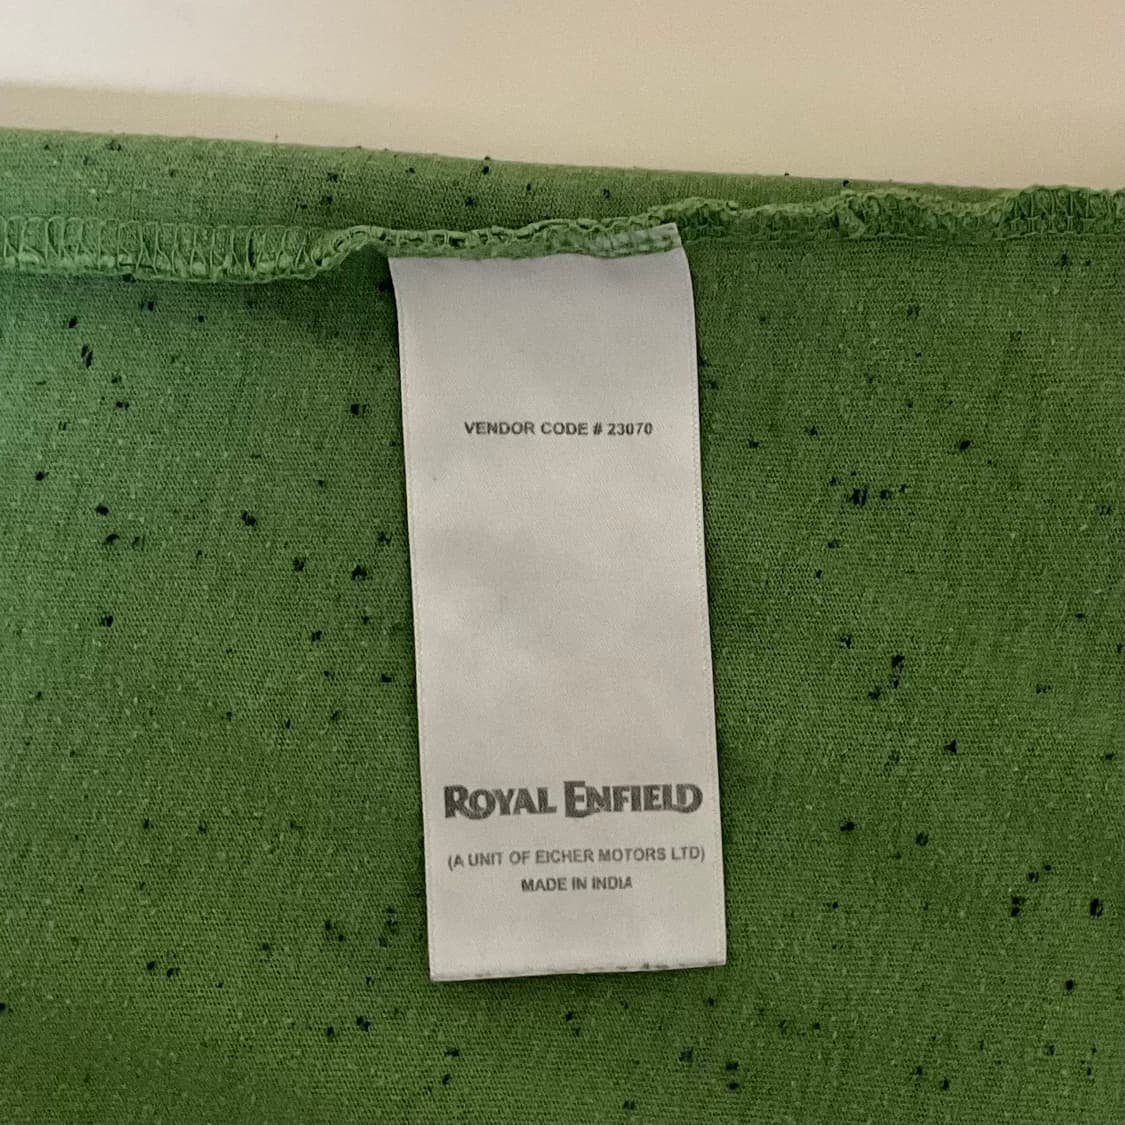 VENDOR CODE # 23070
ROYAL ENFIELD
(A UNIT OF EICHER MOTORS LTD)
MADE IN INDIA